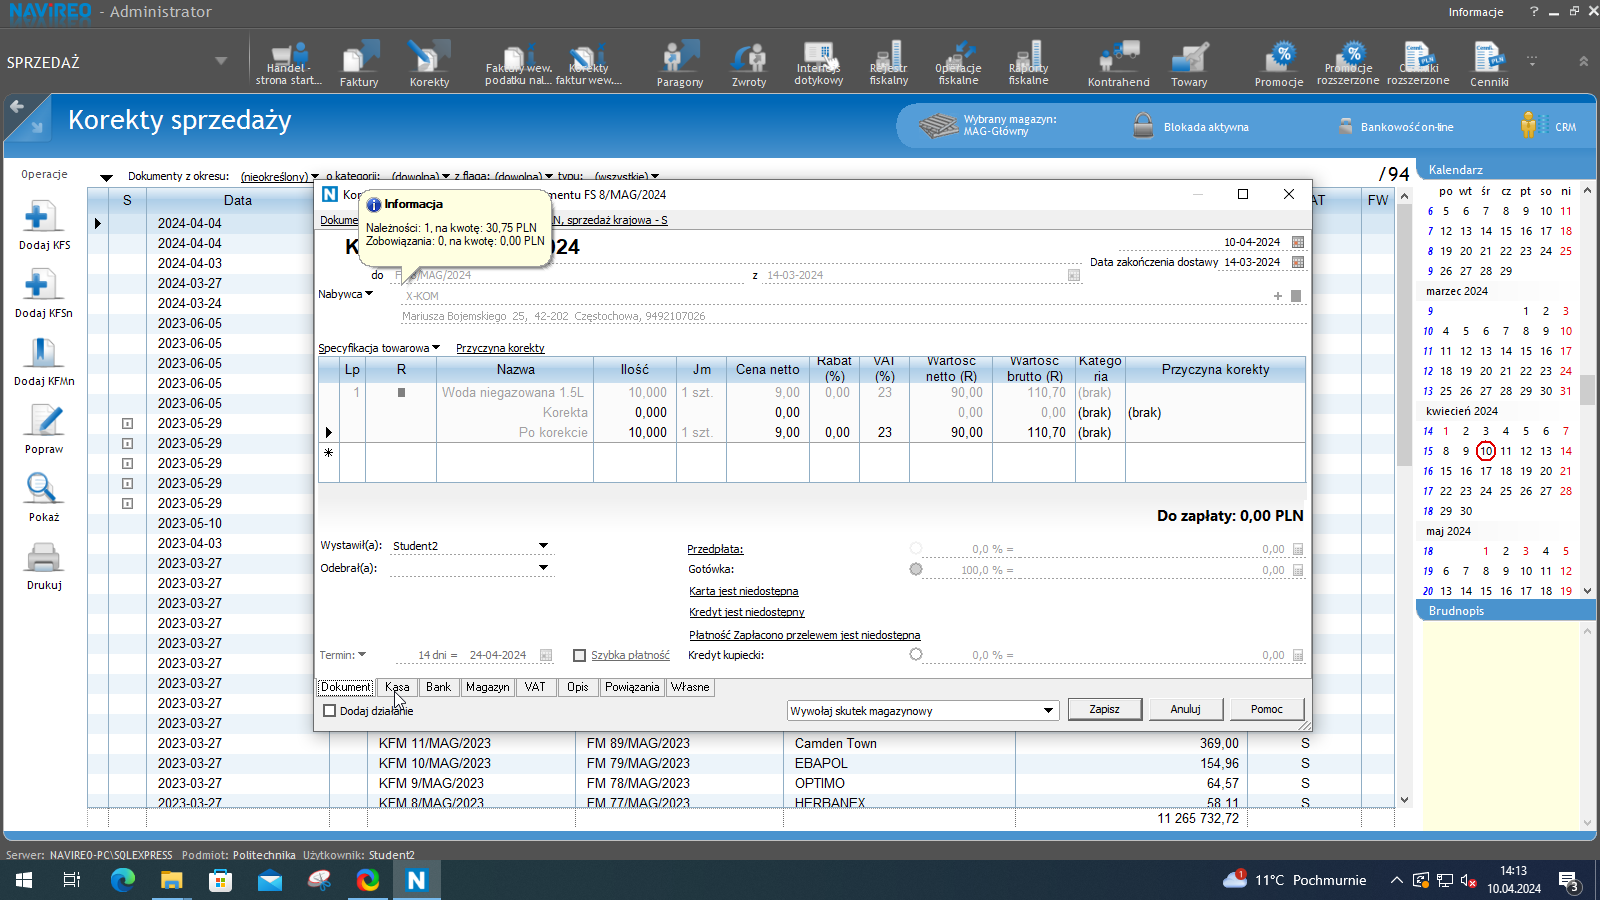 NAVIREO - Administrator
Informacje
SPRZEDAŻ
Handel -
strona start...
Faktury
Korekty
Faktury wew.
podatku nal...
Korekty
faktur wew....
Paragony
Zwroty
Interfejs
dotykowy
Rejestr
fiskalny
Operacje
fiskalne
Raporty
fiskalne
Kontrahenci
Towary
Promocje
Promocje
rozszerzone
Cenniki
rozszerzone
Cenniki
Korekty sprzedaży
Wybrany magazyn:
MAG-Główny
Blokada aktywna
Bankowość on-line
CRM
Operacje
Dodaj KFS
Dodaj KFSn
Dodaj KFMn
Popraw
Pokaż
Drukuj
Dokumenty z okresu: (nieokreślony) o kategorii: (dowolna) z flagą: (dowolna) typu: (wszystkie) /94
S Data FW
2024-04-04
2024-04-04
2024-04-03
2024-03-27
2024-03-24
2023-06-05
2023-06-05
2023-06-05
2023-06-05
2023-06-05
2023-05-29
2023-05-29
2023-05-29
2023-05-29
2023-05-29
2023-05-10
2023-04-03
2023-03-27
2023-03-27
2023-03-27
2023-03-27
2023-03-27
2023-03-27
2023-03-27
2023-03-27
2023-03-27
2023-03-27 KFM 11/MAG/2023 FM 89/MAG/2023 Camden Town 369,00 S
2023-03-27 KFM 10/MAG/2023 FM 79/MAG/2023 EBAPOL 154,96 S
2023-03-27 KFM 9/MAG/2023 FM 78/MAG/2023 OPTIMO 64,57 S
2023-03-27 KFM 8/MAG/2023 FM 77/MAG/2023 HERBANEX 58,11 S
11 265 732,72
FS 8/MAG/2024
N, sprzedaż krajowa - S
Informacja
Należności: 1, na kwotę: 30,75 PLN
Zobowiązania: 0, na kwotę: 0,00 PLN
10-04-2024
Data zakończenia dostawy 14-03-2024
do /MAG/2024 z 14-03-2024
Nabywca X-KOM
Mariusza Bojemskiego 25, 42-202 Częstochowa, 9492107026
Specyfikacja towarowa Przyczyna korekty
Lp R Nazwa Ilość Jm Cena netto Rabat (%) VAT (%) Wartość netto (R) Wartość brutto (R) Katego ria Przyczyna korekty
1 Woda niegazowana 1.5L 10,000 1 szt. 9,00 0,00 23 90,00 110,70 (brak)
Korekta 0,000 0,00 0,00 0,00 (brak) (brak)
Po korekcie 10,000 1 szt. 9,00 0,00 23 90,00 110,70 (brak)
Do zapłaty: 0,00 PLN
Wystawił(a): Student2
Odebrał(a):
Przedpłata: 0,0 % = 0,00
Gotówka: 100,0 % = 0,00
Karta jest niedostępna
Kredyt jest niedostępny
Płatność Zapłacono przelewem jest niedostępna
Termin: 14 dni = 24-04-2024 Szybka płatność
Kredyt kupiecki: 0,0 % = 0,00
Dokument Kasa Bank Magazyn VAT Opis Powiązania Własne
Dodaj działanie
Wywołaj skutek magazynowy
Zapisz Anuluj Pomoc
Kalendarz
po wt śr cz pt so ni
6 5 6 7 8 9 10 11
7 12 13 14 15 16 17 18
8 19 20 21 22 23 24 25
9 26 27 28 29
marzec 2024
9 1 2 3
10 4 5 6 7 8 9 10
11 11 12 13 14 15 16 17
12 18 19 20 21 22 23 24
13 25 26 27 28 29 30 31
kwiecień 2024
14 1 2 3 4 5 6 7
15 8 9 10 11 12 13 14
16 15 16 17 18 19 20 21
17 22 23 24 25 26 27 28
18 29 30
maj 2024
18 1 2 3 4 5
19 6 7 8 9 10 11 12
20 13 14 15 16 17 18 19
Brudnopis
Serwer: NAVIREO-PC\SQLEXPRESS Podmiot: Politechnika Użytkownik: Student2
1 11°C Pochmurnie
14:13
10.04.2024
3